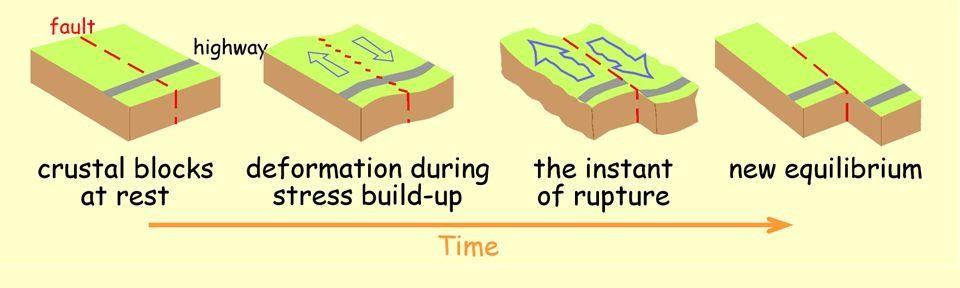 fault
highway
crustal blocks
at rest
deformation during
stress build-up
the instant
of rupture
new equilibrium
Time